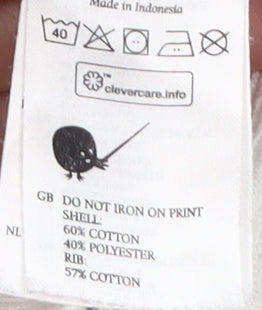 Made in Indonesia
40
clevercare.info™
GB DO NOT IRON ON PRINT
SHELL:
60% COTTON
NL 40% POLYESTER
RIB:
57% COTTON